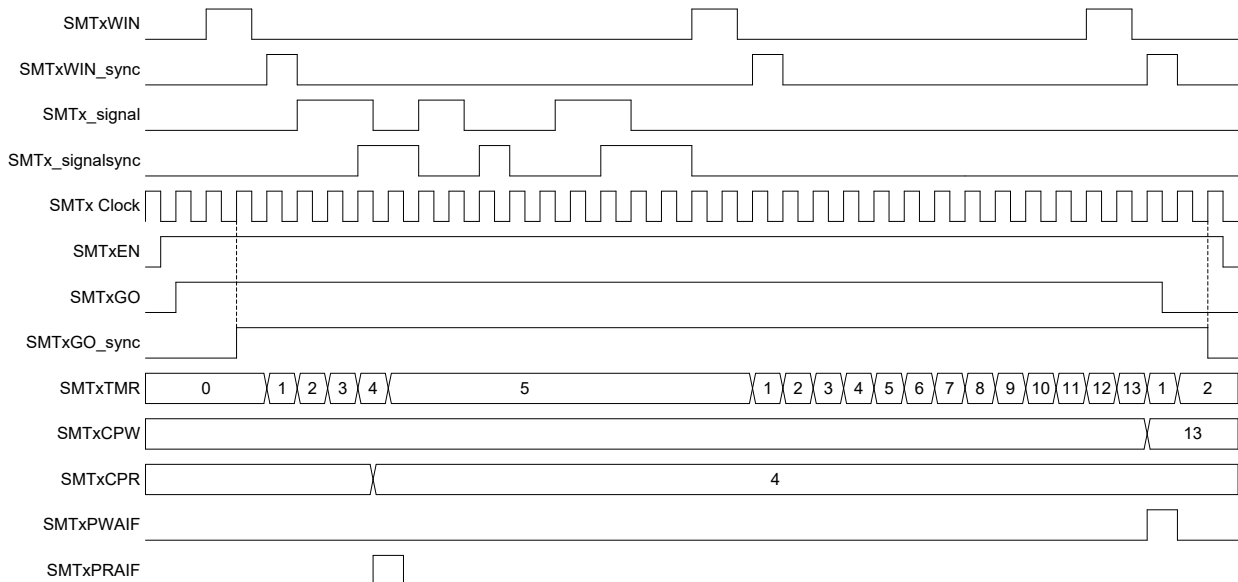 SMTxWIN
SMTxWIN_sync
SMTx_signal
SMTx_signalsync
SMTx Clock
SMTxEN
SMTxGO
SMTxGO_sync
SMTxTMR 0 1 2 3 4 5 1 2 3 4 5 6 7 8 9 10 11 12 13 1 2
SMTxCPW 13
SMTxCPR 4
SMTxPWAIF
SMTxPRAIF